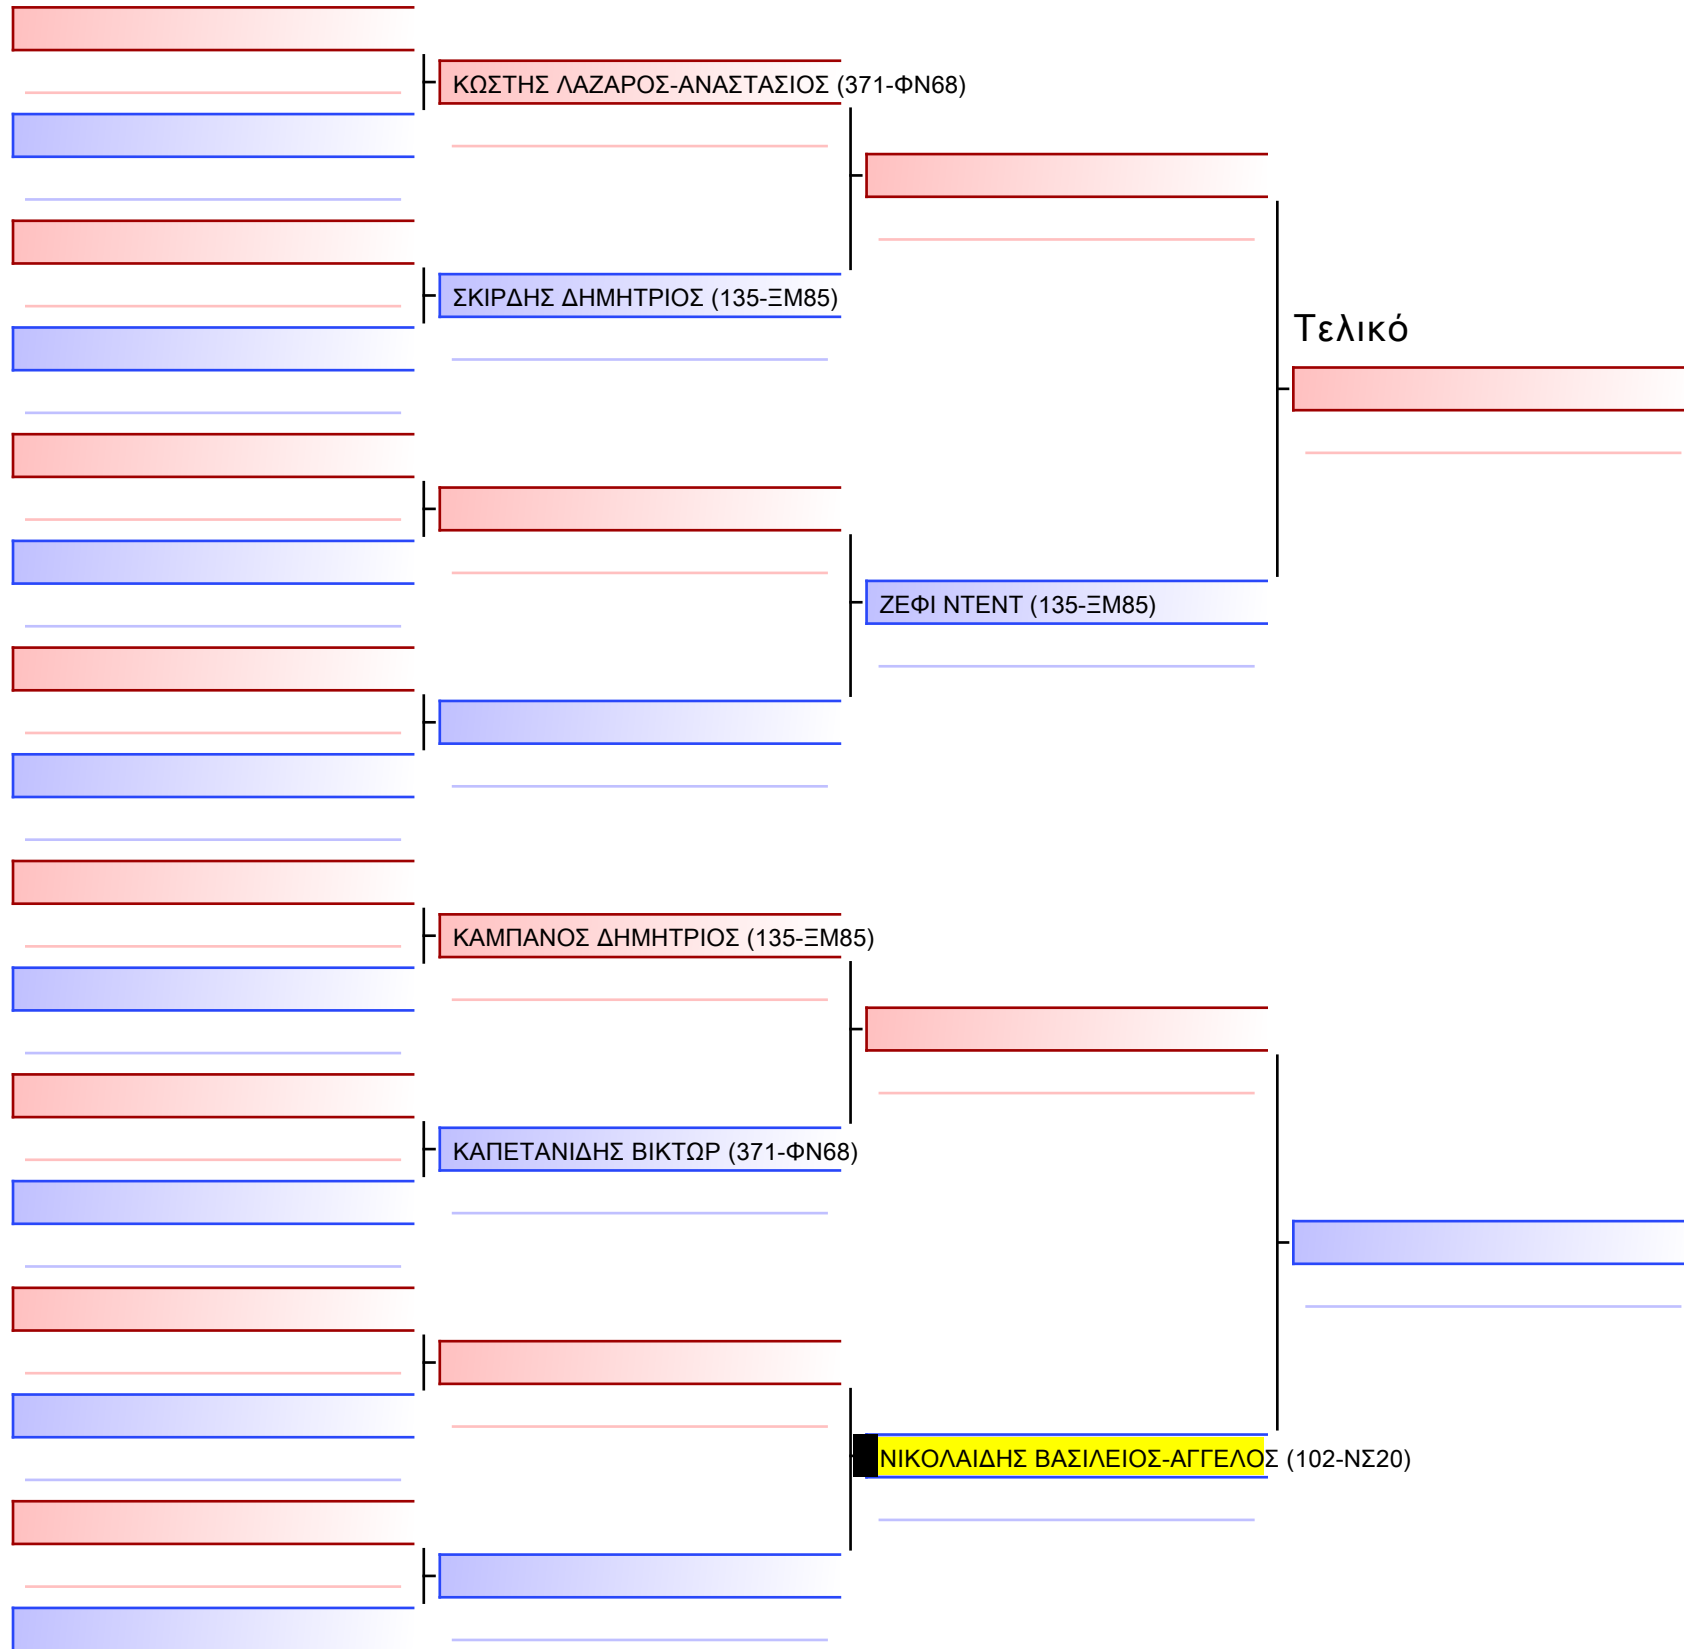 ΚΩΣΤΗΣ ΛΑΖΑΡΟΣ-ΑΝΑΣΤΑΣΙΟΣ (371-ΦΝ68)
ΣΚΙΡΔΗΣ ΔΗΜΗΤΡΙΟΣ (135-ΞΜ85)
Τελικό
ΖΕΦΙ ΝΤΕΝΤ (135-ΞΜ85)
ΚΑΜΠΑΝΟΣ ΔΗΜΗΤΡΙΟΣ (135-ΞΜ85)
ΚΑΠΕΤΑΝΙΔΗΣ ΒΙΚΤΩΡ (371-ΦΝ68)
ΝΙΚΟΛΑΙΔΗΣ ΒΑΣΙΛΕΙΟΣ-ΑΓΓΕΛΟΣ (102-ΝΣ20)